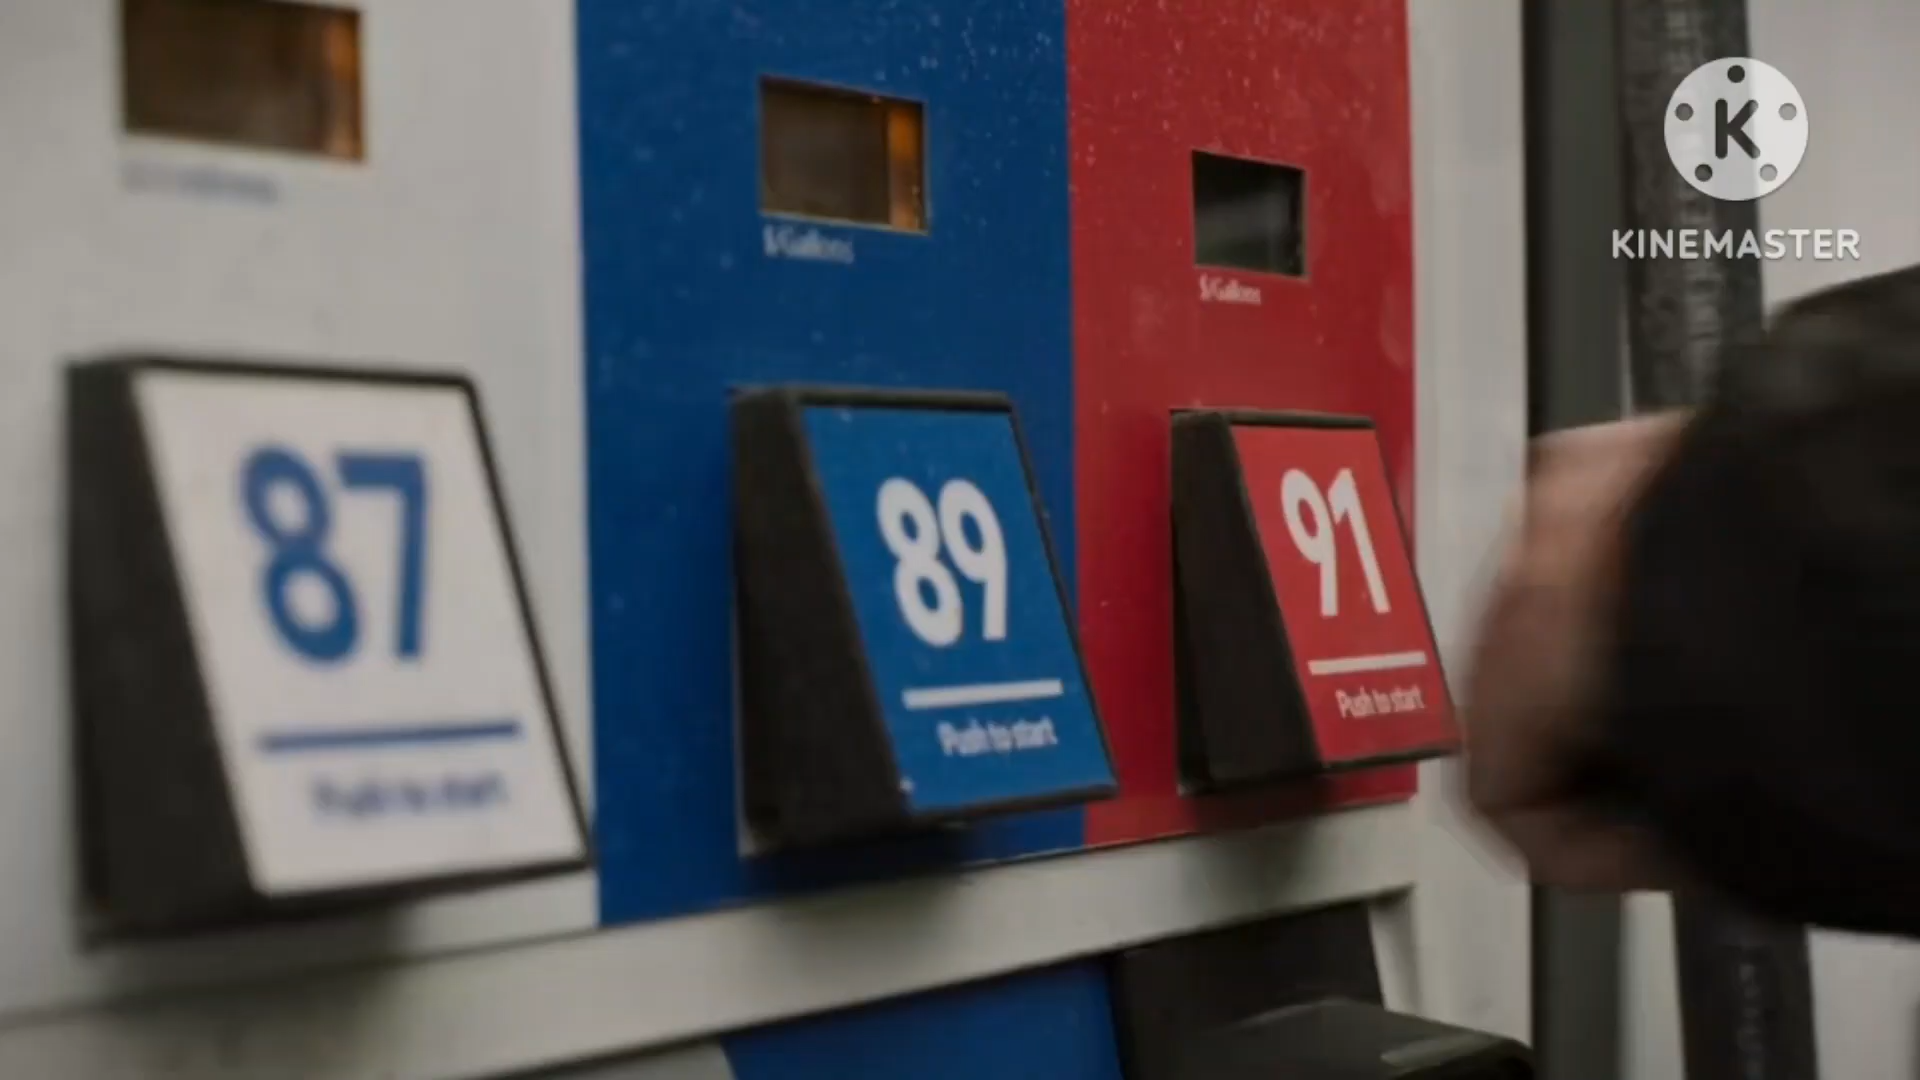 $/Gallons
$/Gallons
87
Push to start
89
Push to start
91
Push to start
K
KINEMASTER